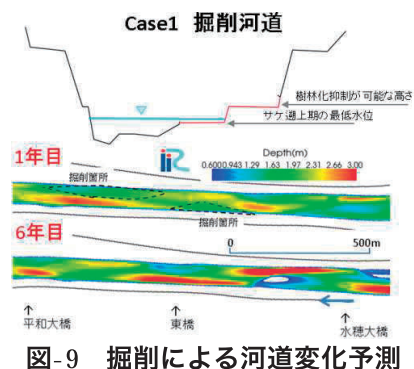 Case1 掘削河道
樹林化抑制が可能な高さ
サケ遡上期の最低水位
iiR
Depth(m)
0.6000.943 1.29 1.63 1.97 2.31 2.66 3.00
1年目
掘削箇所
掘削箇所
6年目
0 500m
平和大橋
東橋
水穂大橋
図-9 掘削による河道変化予測